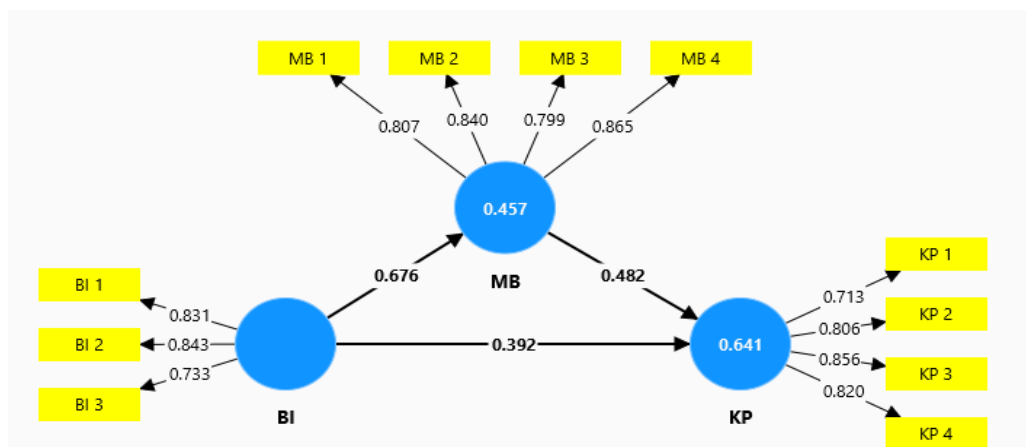 MB 1
MB 2
MB 3
MB 4
0.807
0.840
0.799
0.865
0.457
MB
0.676
0.482
BI 1
BI 2
BI 3
0.831
0.843
0.733
BI
0.392
0.641
KP
0.713
0.806
0.856
0.820
KP 1
KP 2
KP 3
KP 4